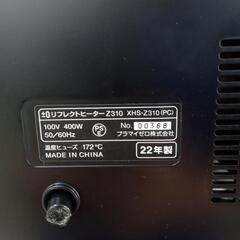 ±0 リフレクトヒーター Z310 XHS-Z310(PC)
100V 400W
50/60Hz
PS E
No. 00368
プラマイゼロ株式会社
温度ヒューズ 172℃
MADE IN CHINA
22年製